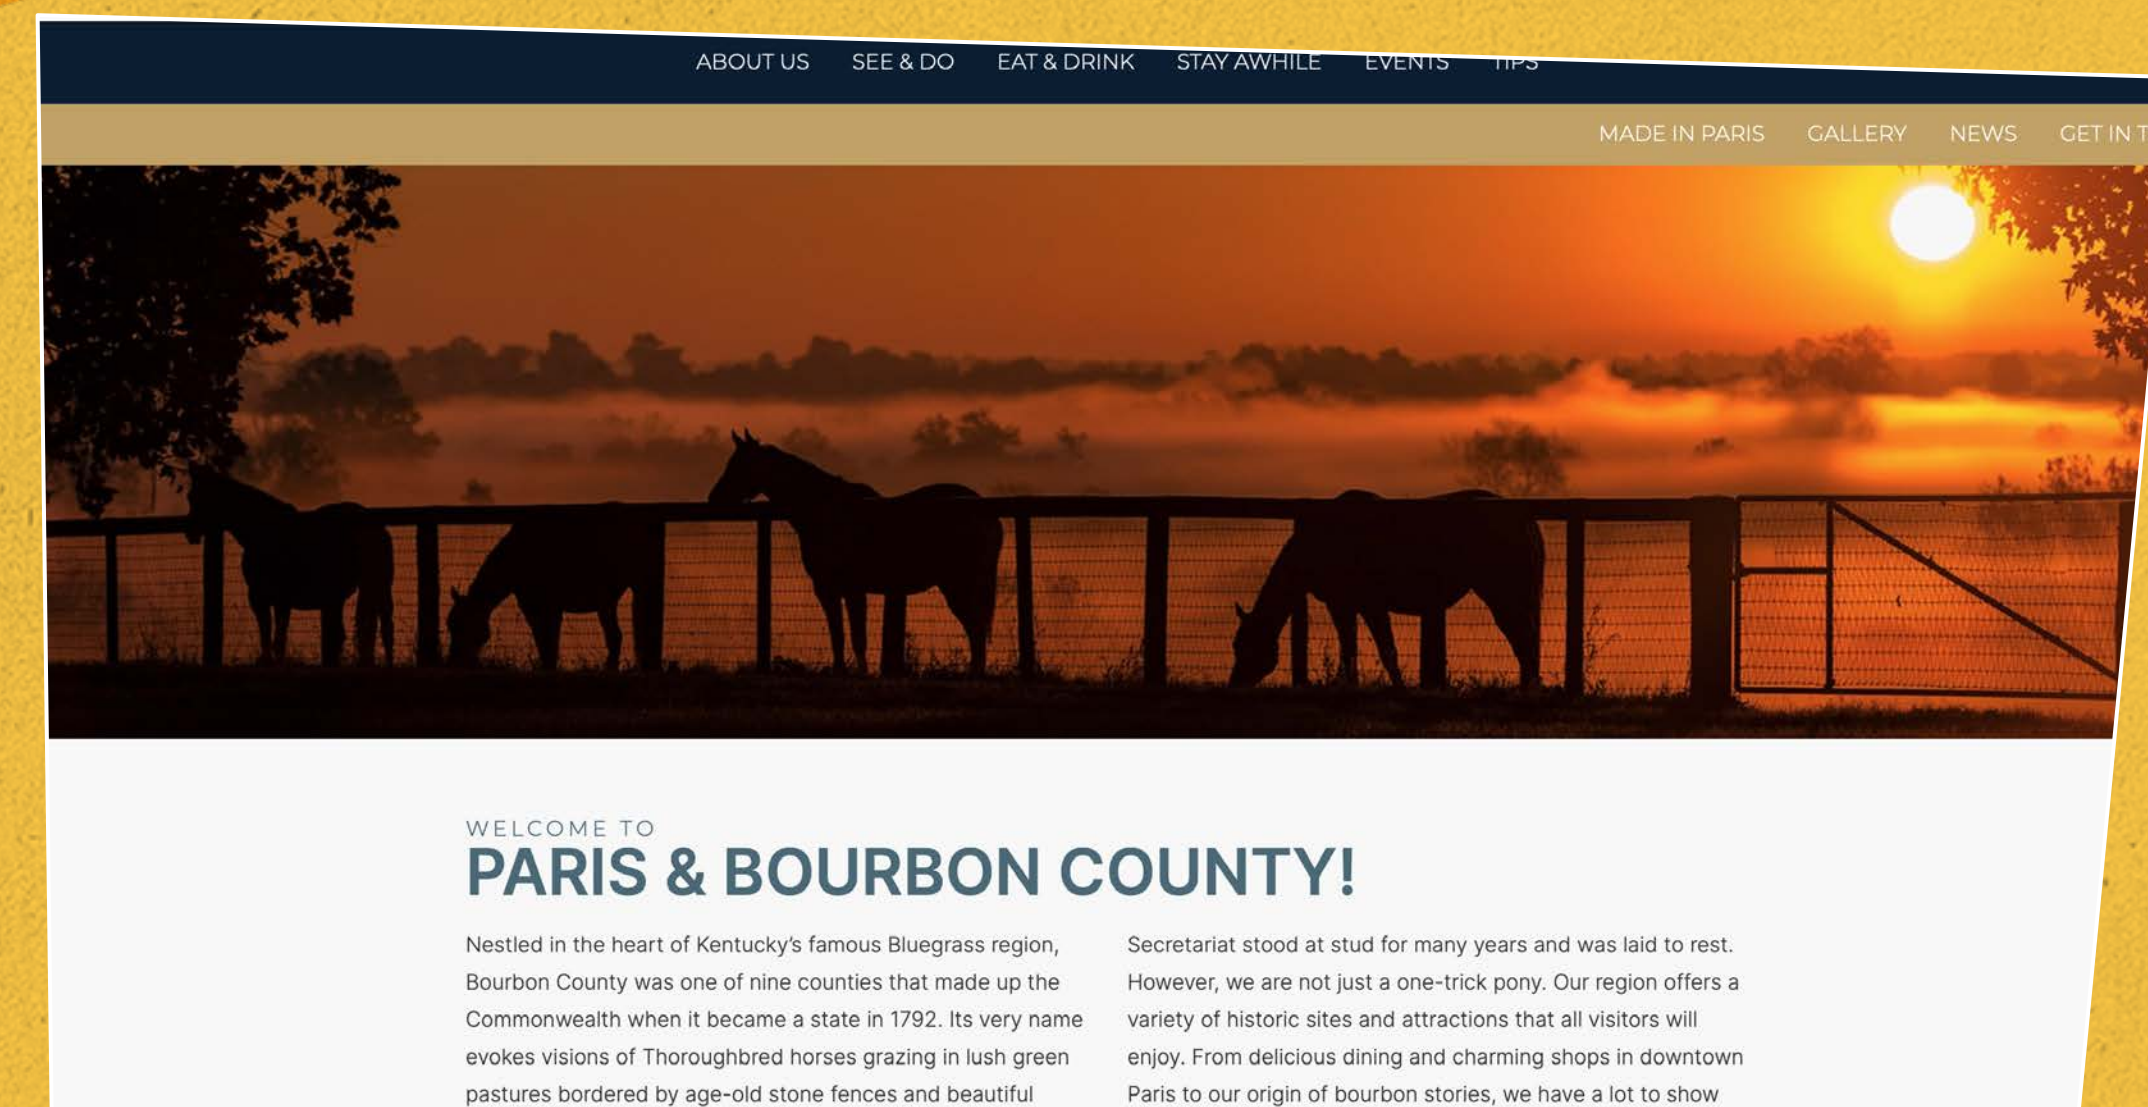 ABOUT US SEE & DO EAT & DRINK STAY AWHILE EVENTS TIPS
MADE IN PARIS GALLERY NEWS GET IN T
WELCOME TO
PARIS & BOURBON COUNTY!
Nestled in the heart of Kentucky’s famous Bluegrass region,
Bourbon County was one of nine counties that made up the
Commonwealth when it became a state in 1792. Its very name
evokes visions of Thoroughbred horses grazing in lush green
pastures bordered by age-old stone fences and beautiful
Secretariat stood at stud for many years and was laid to rest.
However, we are not just a one-trick pony. Our region offers a
variety of historic sites and attractions that all visitors will
enjoy. From delicious dining and charming shops in downtown
Paris to our origin of bourbon stories, we have a lot to show